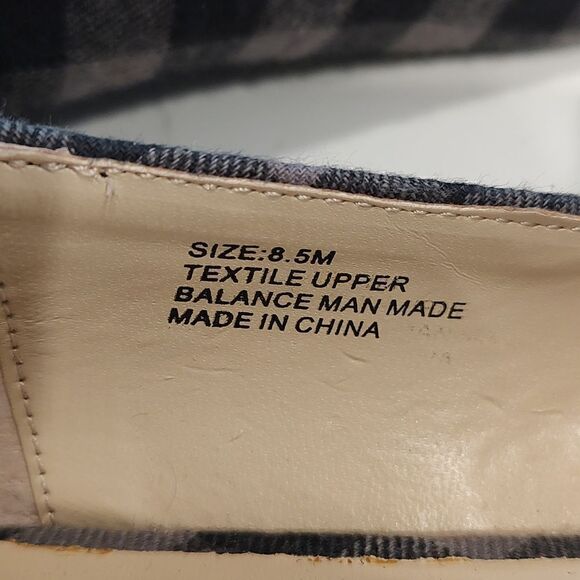 SIZE:8.5M
TEXTILE UPPER
BALANCE MAN MADE
MADE IN CHINA